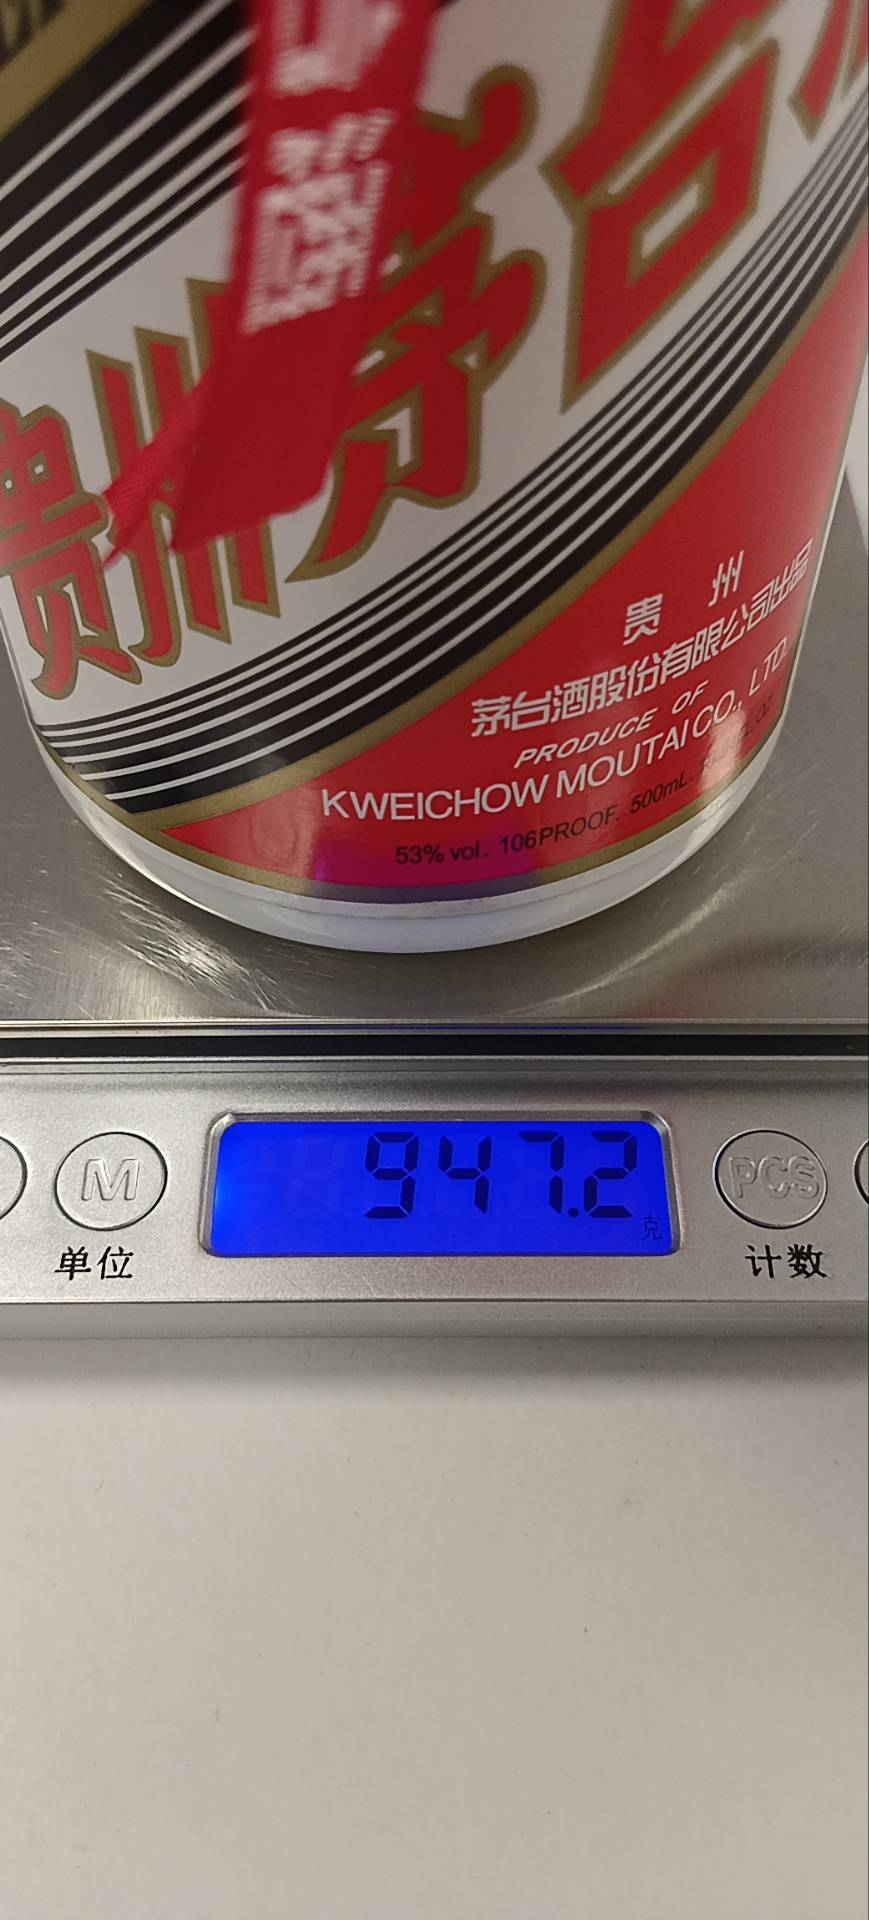 贵州茅台
贵 州
茅台酒股份有限公司出品
PRODUCE OF
KWEICHOW MOUTAI CO., LTD.
53% vol. 106PROOF. 500mL.
947.2
克
M
PCS
单位
计数